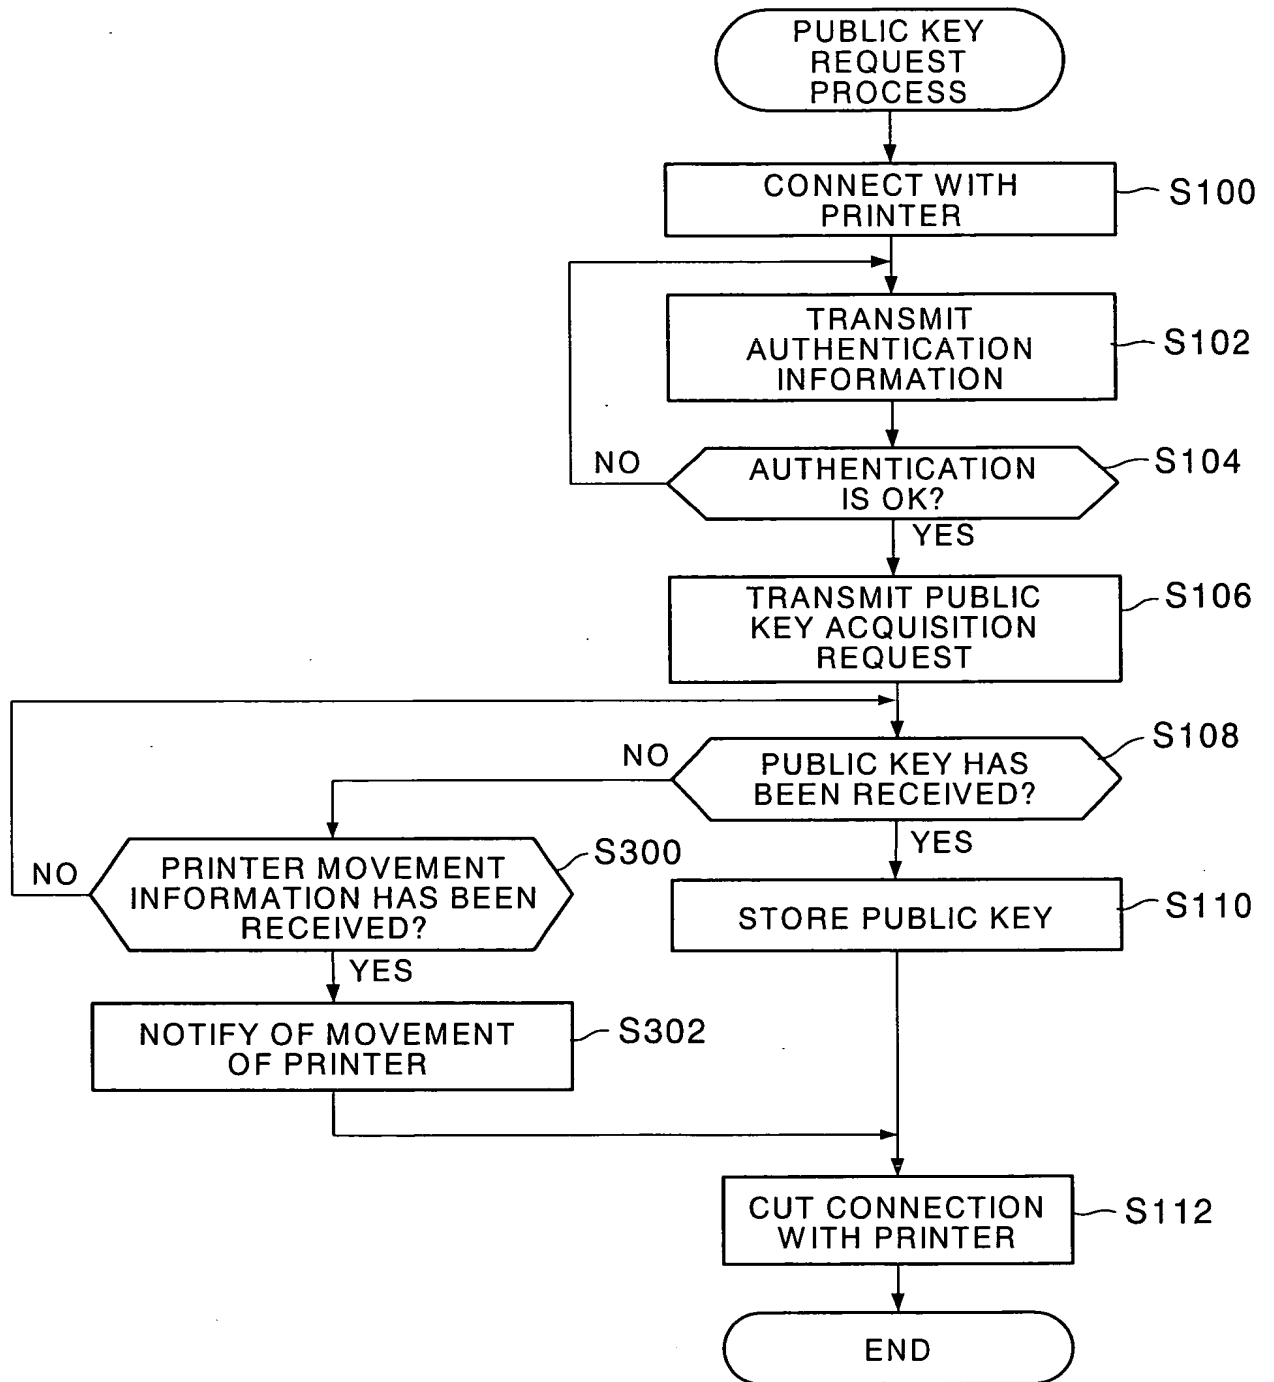 PUBLIC KEY
REQUEST
PROCESS
CONNECT WITH
PRINTER
S100
TRANSMIT
AUTHENTICATION
INFORMATION
S102
NO
AUTHENTICATION
IS OK?
S104
YES
TRANSMIT PUBLIC
KEY ACQUISITION
REQUEST
S106
NO
PUBLIC KEY HAS
BEEN RECEIVED?
S108
YES
NO
PRINTER MOVEMENT
INFORMATION HAS BEEN
RECEIVED?
S300
STORE PUBLIC KEY
S110
YES
NOTIFY OF MOVEMENT
OF PRINTER
S302
CUT CONNECTION
WITH PRINTER
S112
END